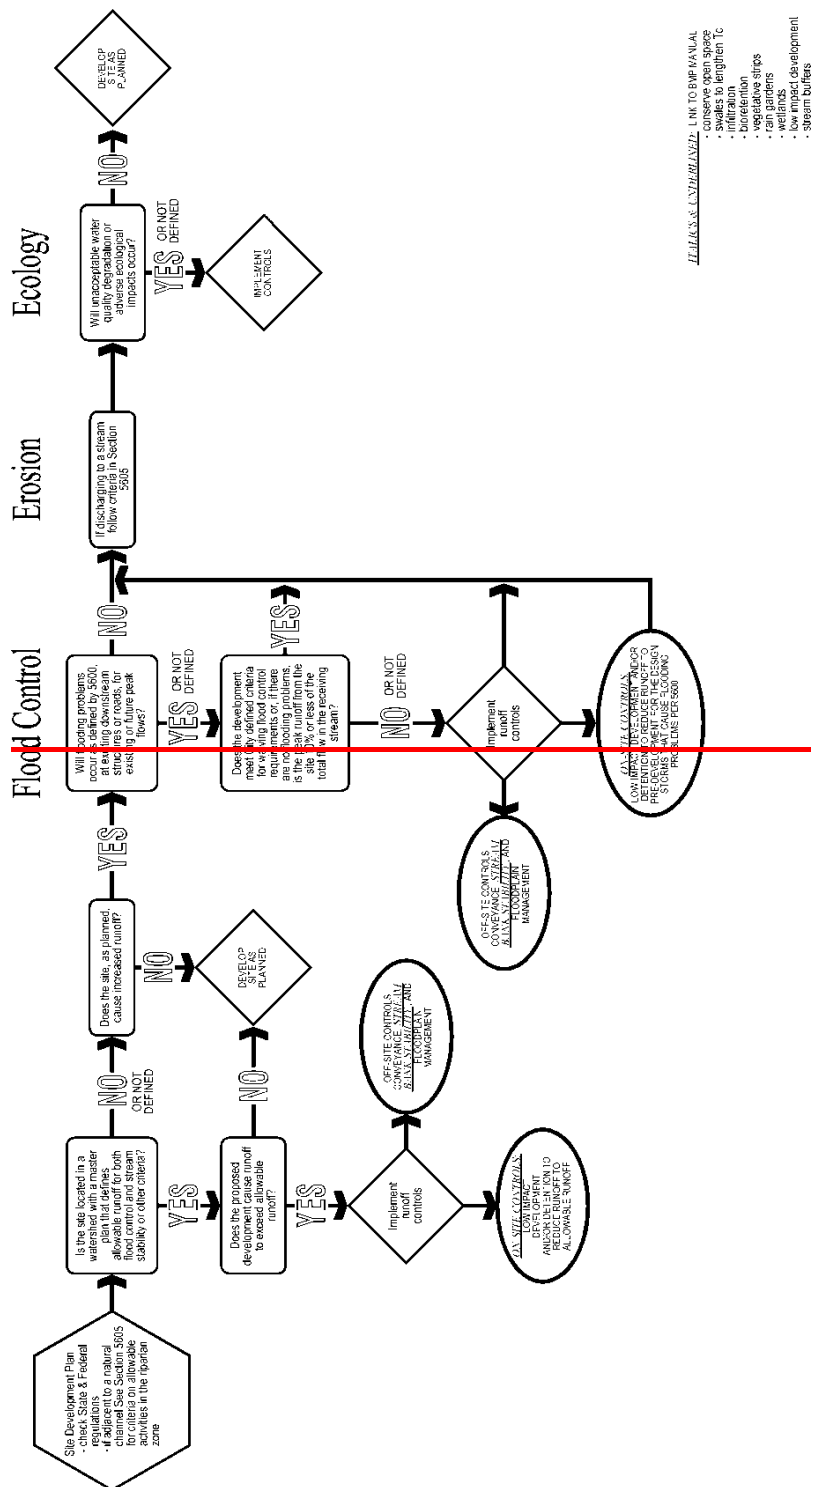 Flood Control
Erosion
Ecology
Site Development Plan
- check State & Federal
regulations
- if adjacent to a natural
channel See Section 5605
for criteria on allowable
activities in the riparian
zone
Is the site located in a
watershed with a master
plan that defines
allowable runoff for both
flood control and stream
stability or other criteria?
NO
OR NOT
DEFINED
YES
Does the site, as planned,
cause increased runoff?
YES
NO
DEVELOP
SITE AS
PLANNED
Does the proposed
development cause runoff
to exceed allowable
runoff?
NO
YES
Implement
runoff
controls
OFF-SITE CONTROLS
CONVEYANCE, STREAM
BANK STABILITY, AND
FLOODPLAIN
MANAGEMENT
ON-SITE CONTROLS:
LOW IMPACT
DEVELOPMENT
AND/OR DETENTION TO
REDUCE RUNOFF TO
ALLOWABLE RUNOFF
Will flooding problems
occur as defined by 5600,
at existing downstream
structures or roads, for
existing or future peak
flows?
NO
YES
OR NOT
DEFINED
Does the development
meet City defined criteria
for waiving flood control
requirements or, if there
are no flooding problems,
is the peak runoff from the
site % or less of the
total flow in the receiving
stream?
YES
NO
OR NOT
DEFINED
Implement
runoff
controls
OFF-SITE CONTROLS
CONVEYANCE, STREAM
BANK STABILITY, AND
FLOODPLAIN
MANAGEMENT
ON-SITE CONTROLS:
LOW IMPACT DEVELOPMENT AND/OR
DETENTION TO REDUCE RUNOFF TO
PRE-DEVELOPMENT FOR THE DESIGN
STORMS THAT CAUSE FLOODING
PROBLEMS PER 5600
If discharging to a stream
follow criteria in Section
5605
Will unacceptable water
quality degradation or
adverse ecological
impacts occur?
NO
DEVELOP
SITE AS
PLANNED
YES
OR NOT
DEFINED
IMPLEMENT
CONTROLS
ITALICS & UNDERLINED: LINK TO BMP MANUAL
- conserve open space
- swales to lengthen Tc
- infiltration
- bioretention
- vegetative strips
- rain gardens
- wetlands
- low impact development
- stream buffers